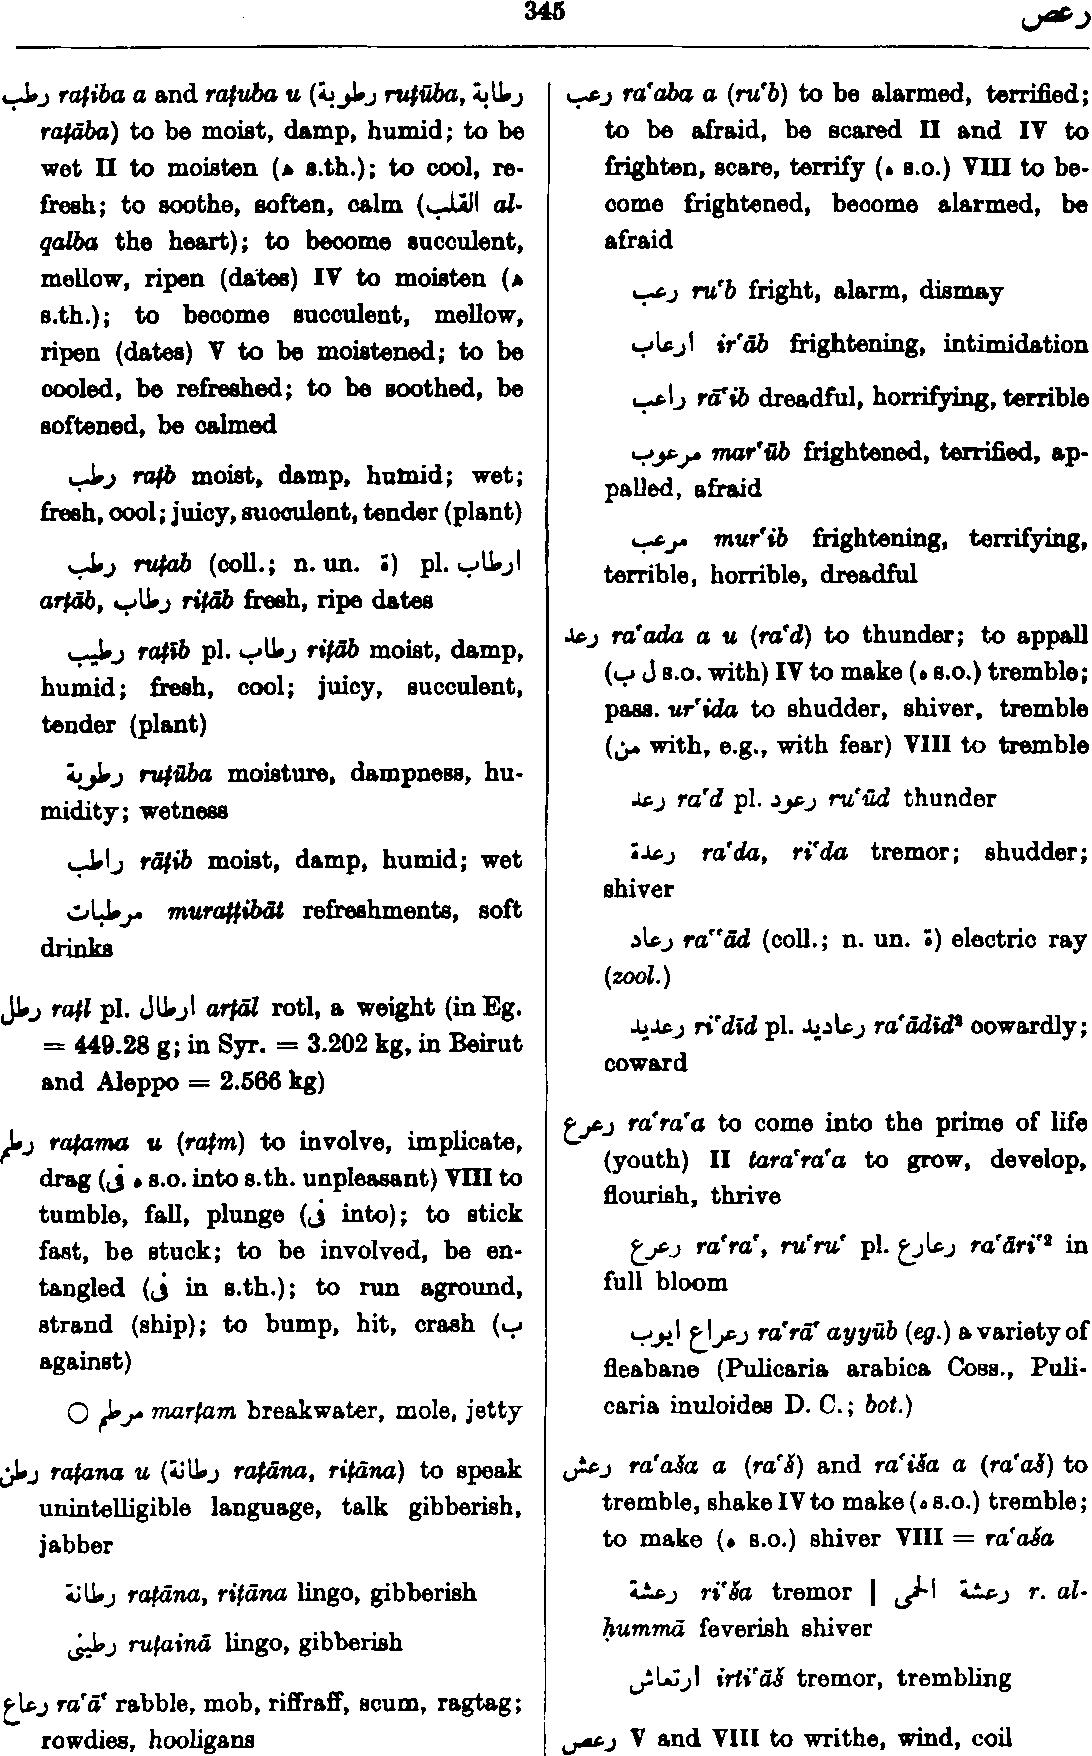 345
رعص
رطب raṭiba a and raṭuba u (رطوبة ruṭūba, رطابة
raṭāba) to be moist, damp, humid; to be
wet II to moisten (ه s.th.); to cool, re-
fresh; to soothe, soften, calm (القلب al-
qalba the heart); to become succulent,
mellow, ripen (dates) IV to moisten (ه
s.th.); to become succulent, mellow,
ripen (dates) V to be moistened; to be
cooled, be refreshed; to be soothed, be
softened, be calmed
رطب raṭb moist, damp, humid; wet;
fresh, cool; juicy, succulent, tender (plant)
رطب ruṭab (coll.; n. un. ة) pl. ارطاب
arṭāb, رطاب riṭāb fresh, ripe dates
رطيب raṭīb pl. رطاب riṭāb moist, damp,
humid; fresh, cool; juicy, succulent,
tender (plant)
رطوبة ruṭūba moisture, dampness, hu-
midity; wetness
راطب rāṭib moist, damp, humid; wet
مرطبات muraṭṭibāt refreshments, soft
drinks
رطل raṭl pl. ارطال arṭāl rotl, a weight (in Eg.
= 449.28 g; in Syr. = 3.202 kg, in Beirut
and Aleppo = 2.566 kg)
رطم raṭama u (raṭm) to involve, implicate,
drag (ه فى s.o. into s.th. unpleasant) VIII to
tumble, fall, plunge (فى into); to stick
fast, be stuck; to be involved, be en-
tangled (فى in s.th.); to run aground,
strand (ship); to bump, hit, crash (ب
against)
○ مرطم marṭam breakwater, mole, jetty
رطن raṭana u (رطانة raṭāna, riṭāna) to speak
unintelligible language, talk gibberish,
jabber
رطانة raṭāna, riṭāna lingo, gibberish
رطينى ruṭainā lingo, gibberish
رعاع ra‘ā‘ rabble, mob, riffraff, scum, ragtag;
rowdies, hooligans
رعب ra‘aba a (ru‘b) to be alarmed, terrified;
to be afraid, be scared II and IV to
frighten, scare, terrify (ه s.o.) VIII to be-
come frightened, become alarmed, be
afraid
رعب ru‘b fright, alarm, dismay
ارعاب ir‘āb frightening, intimidation
راعب rā‘ib dreadful, horrifying, terrible
مرعوب mar‘ūb frightened, terrified, ap-
palled, afraid
مرعب mur‘ib frightening, terrifying,
terrible, horrible, dreadful
رعد ra‘ada a u (ra‘d) to thunder; to appall
(ل ب s.o. with) IV to make (ه s.o.) tremble;
pass. ur‘ida to shudder, shiver, tremble
(من with, e.g., with fear) VIII to tremble
رعد ra‘d pl. رعود ru‘ūd thunder
رعدة ra‘da, ri‘da tremor; shudder;
shiver
رعاد ra‘‘ād (coll.; n. un. ة) electric ray
(zool.)
رعديد ri‘dīd pl. رعاديد ra‘ādīd² cowardly;
coward
رعرع ra‘ra‘a to come into the prime of life
(youth) II tara‘ra‘a to grow, develop,
flourish, thrive
رعرع ra‘ra‘, ru‘ru‘ pl. رعارع ra‘āri‘² in
full bloom
رعراع ايوب ra‘rā‘ ayyūb (eg.) a variety of
fleabane (Pulicaria arabica Coss., Puli-
caria inuloides D. C.; bot.)
رعش ra‘aša a (ra‘š) and ra‘iša a (ra‘aš) to
tremble, shake IV to make (ه s.o.) tremble;
to make (ه s.o.) shiver VIII = ra‘aša
رعشة ri‘ša tremor | رعشة الحمى r. al-
ḥummā feverish shiver
ارتعاش irti‘āš tremor, trembling
رعص V and VIII to writhe, wind, coil